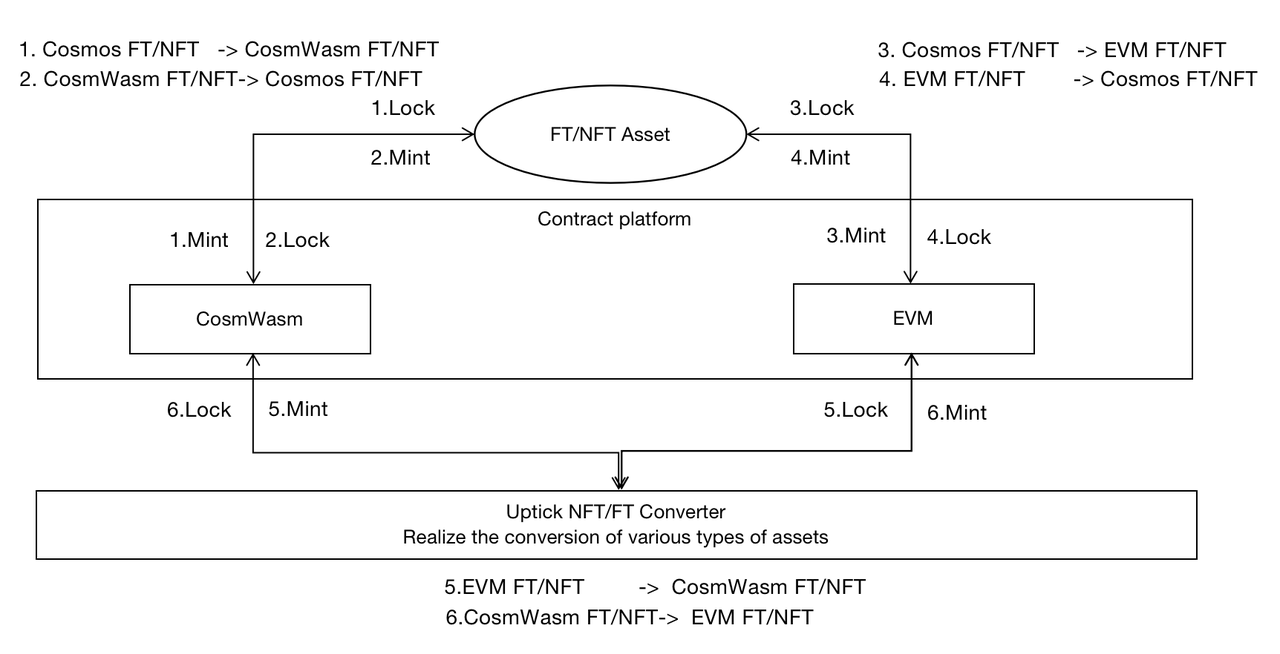 1. Cosmos FT/NFT -> CosmWasm FT/NFT
2. CosmWasm FT/NFT-> Cosmos FT/NFT
3. Cosmos FT/NFT -> EVM FT/NFT
4. EVM FT/NFT -> Cosmos FT/NFT
1.Lock
3.Lock
FT/NFT Asset
2.Mint
4.Mint
Contract platform
1.Mint
2.Lock
3.Mint
4.Lock
CosmWasm
EVM
6.Lock
5.Mint
5.Lock
6.Mint
Uptick NFT/FT Converter
Realize the conversion of various types of assets
5.EVM FT/NFT -> CosmWasm FT/NFT
6.CosmWasm FT/NFT-> EVM FT/NFT